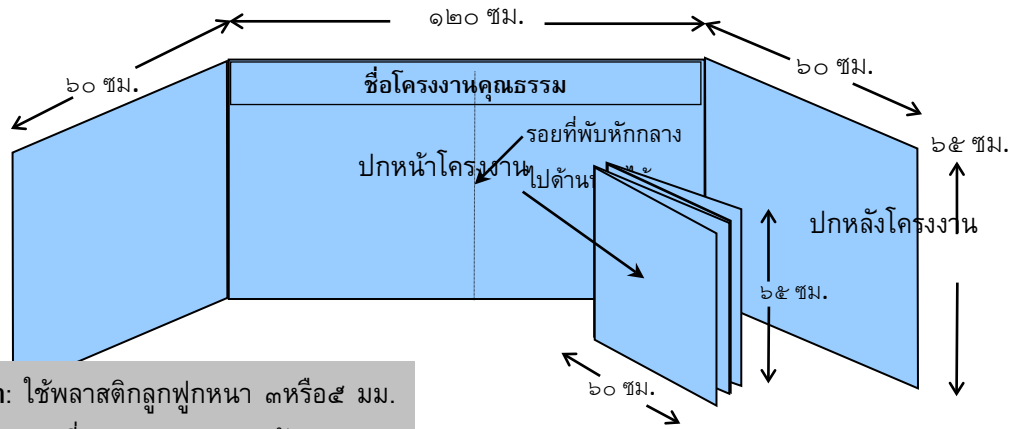 ๑๒๐ ซม.
๖๐ ซม.
๖๐ ซม.
ชื่อโครงงานคุณธรรม
รอยที่พับหักกลาง
๖๕ ซม.
ปกหน้าโครงงาน
ไปด้าน
ปกหลังโครงงาน
๖๕ ซม.
๖๐ ซม.
: ใช้พลาสติกลูกฟูกหนา ๓หรือ๕ มม.